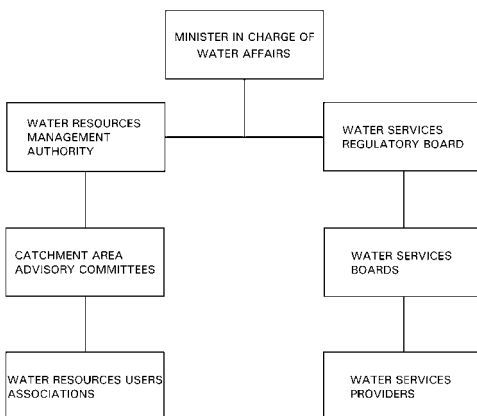 MINISTER IN CHARGE OF
WATER AFFAIRS
WATER RESOURCES
MANAGEMENT
AUTHORITY
WATER SERVICES
REGULATORY BOARD
CATCHMENT AREA
ADVISORY COMMITTEES
WATER SERVICES
BOARDS
WATER RESOURCES USERS
ASSOCIATIONS
WATER SERVICES
PROVIDERS